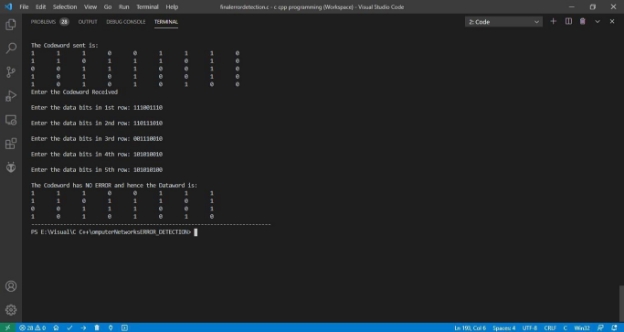 File Edit Selection View Go Run Terminal Help finalerrordetection.c - c cpp programming (Workspace) - Visual Studio Code
PROBLEMS 28 OUTPUT DEBUG CONSOLE TERMINAL 2: Code
The Codeword sent is:
1 1 1 0 0 1 1 1 0
1 1 0 1 1 1 0 1 0
0 0 1 1 1 0 0 1 0
1 0 1 0 1 0 0 1 0
1 0 1 0 1 0 1 0 0
Enter the Codeword Received
Enter the data bits in 1st row: 111001110
Enter the data bits in 2nd row: 110111010
Enter the data bits in 3rd row: 001110010
Enter the data bits in 4th row: 101010010
Enter the data bits in 5th row: 101010100
The Codeword has NO ERROR and hence the Dataword is:
1 1 1 0 0 1 1 1
1 1 0 1 1 1 0 1
0 0 1 1 1 0 0 1
1 0 1 0 1 0 1 0
--------------------------------------------------------------------------------
PS E:\Visual\C C++\omputerNetworksERROR_DETECTION>
28 0 Ln 193, Col 6 Spaces: 4 UTF-8 CRLF C Win32